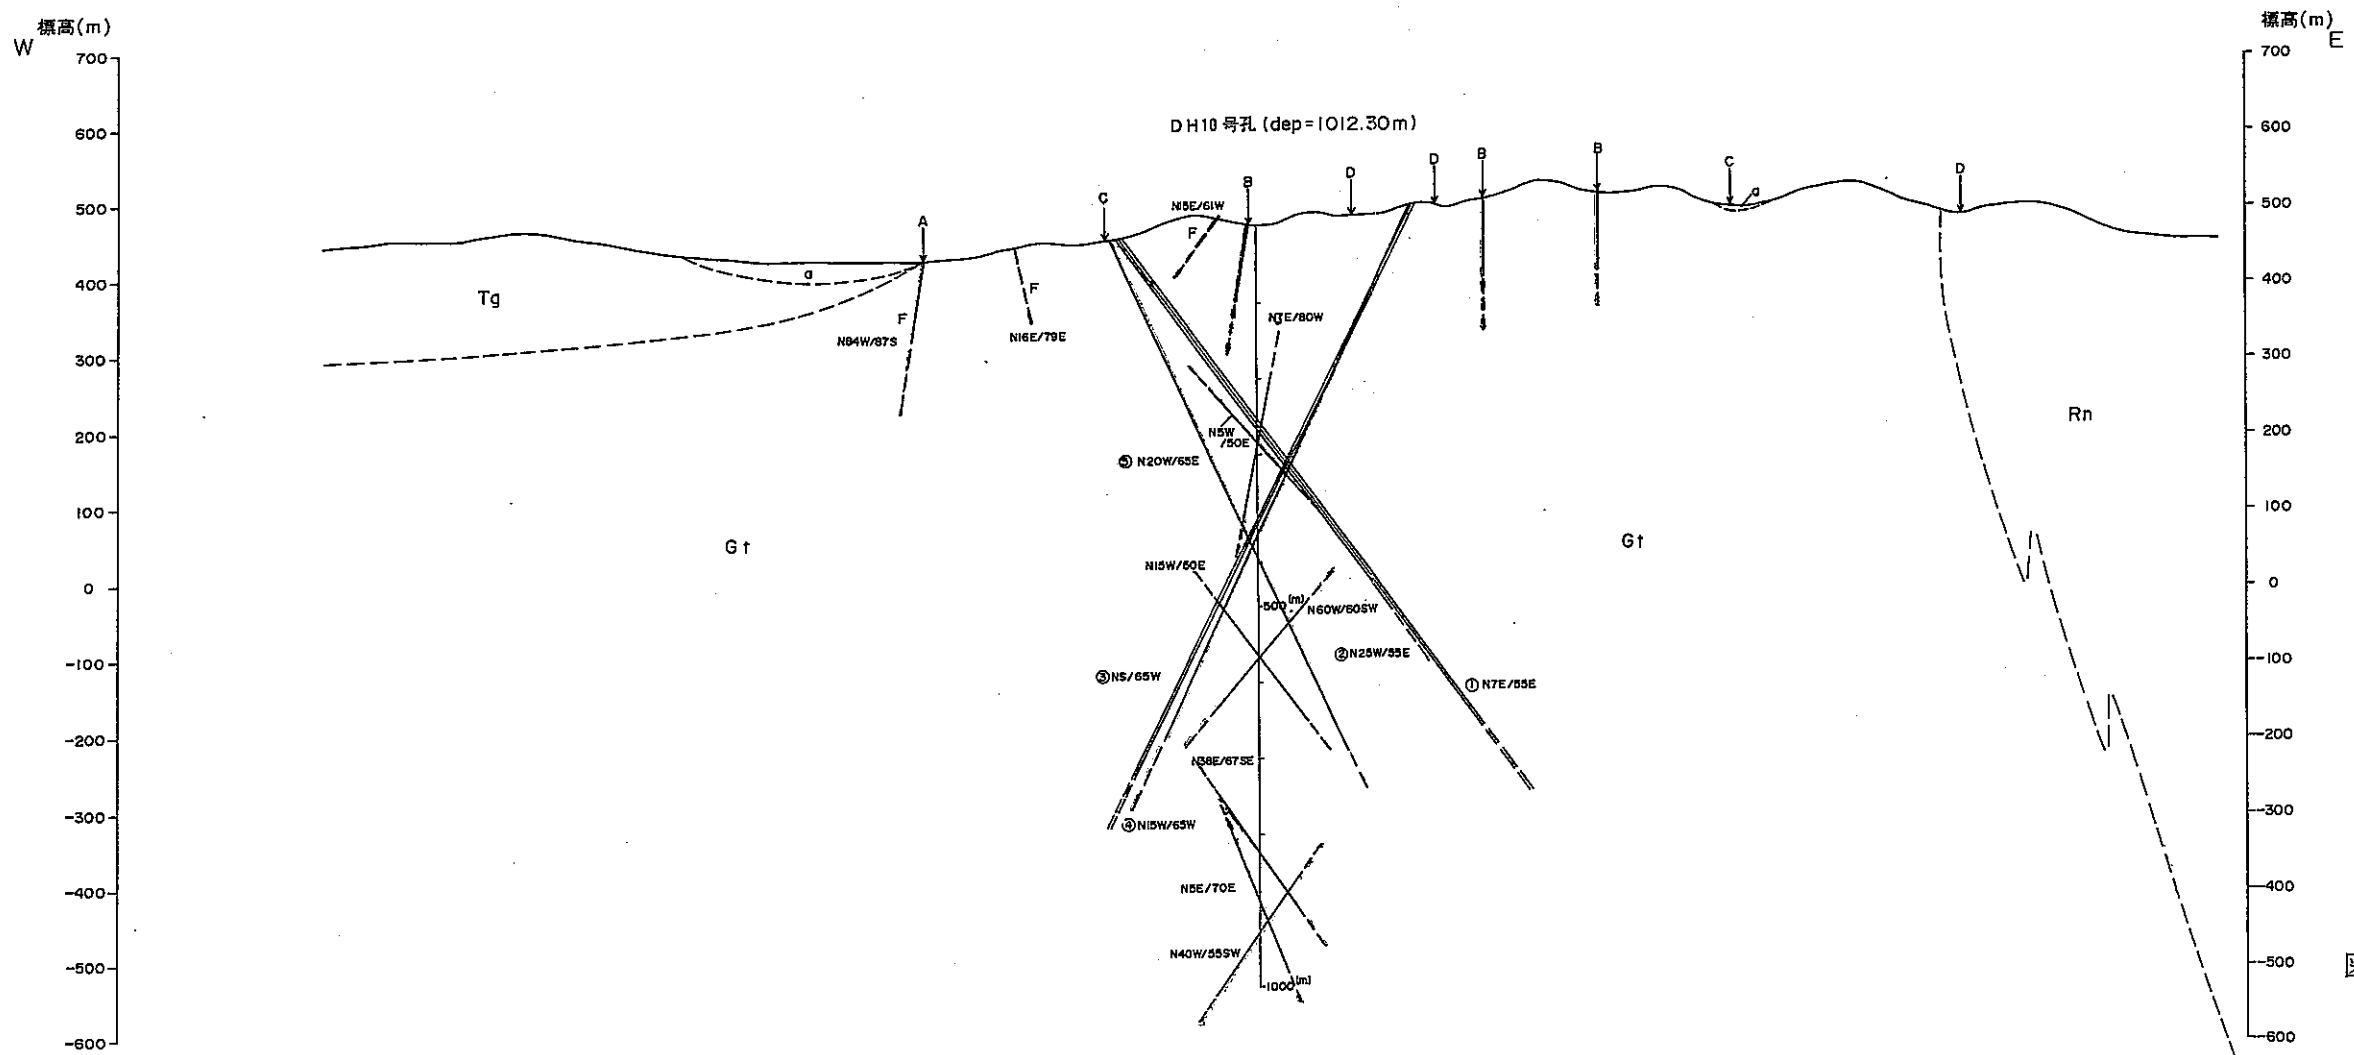 標高(m)
W
標高(m)
E
700
600
500
400
300
200
100
0
-100
-200
-300
-400
-500
-600
700
600
500
400
300
200
100
0
-100
-200
-300
-400
-500
-600
DH10号孔 (dep=1012.30m)
A
C
B
D
D
B
B
C
D
a
a
Tg
F
N84W/87S
F
N16E/79E
N15E/61W
F
N5W
/50E
⑤ N20W/65E
Gt
Gt
Rn
N15W/60E
500(m)
N60W/60SW
② N25W/55E
③ NS/65W
① N7E/55E
N38E/67SE
④ N15W/65W
N5E/70E
N40W/55SW
1000(m)